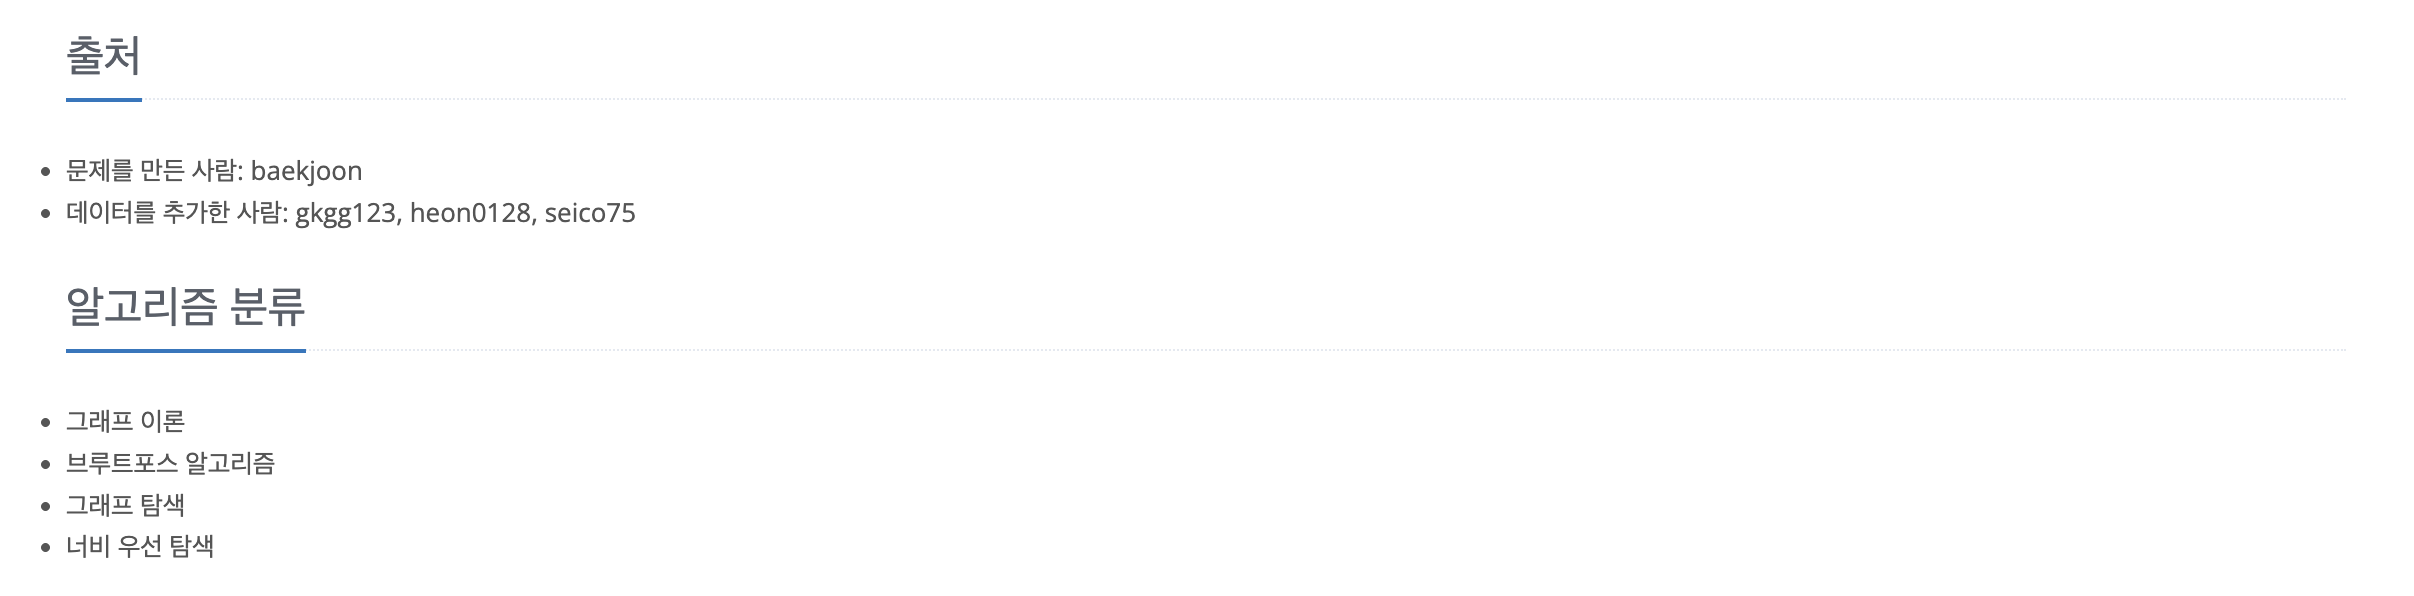 출처
문제를 만든 사람: baekjoon
데이터를 추가한 사람: gkgg123, heon0128, seico75
알고리즘 분류
그래프 이론
브루트포스 알고리즘
그래프 탐색
너비 우선 탐색